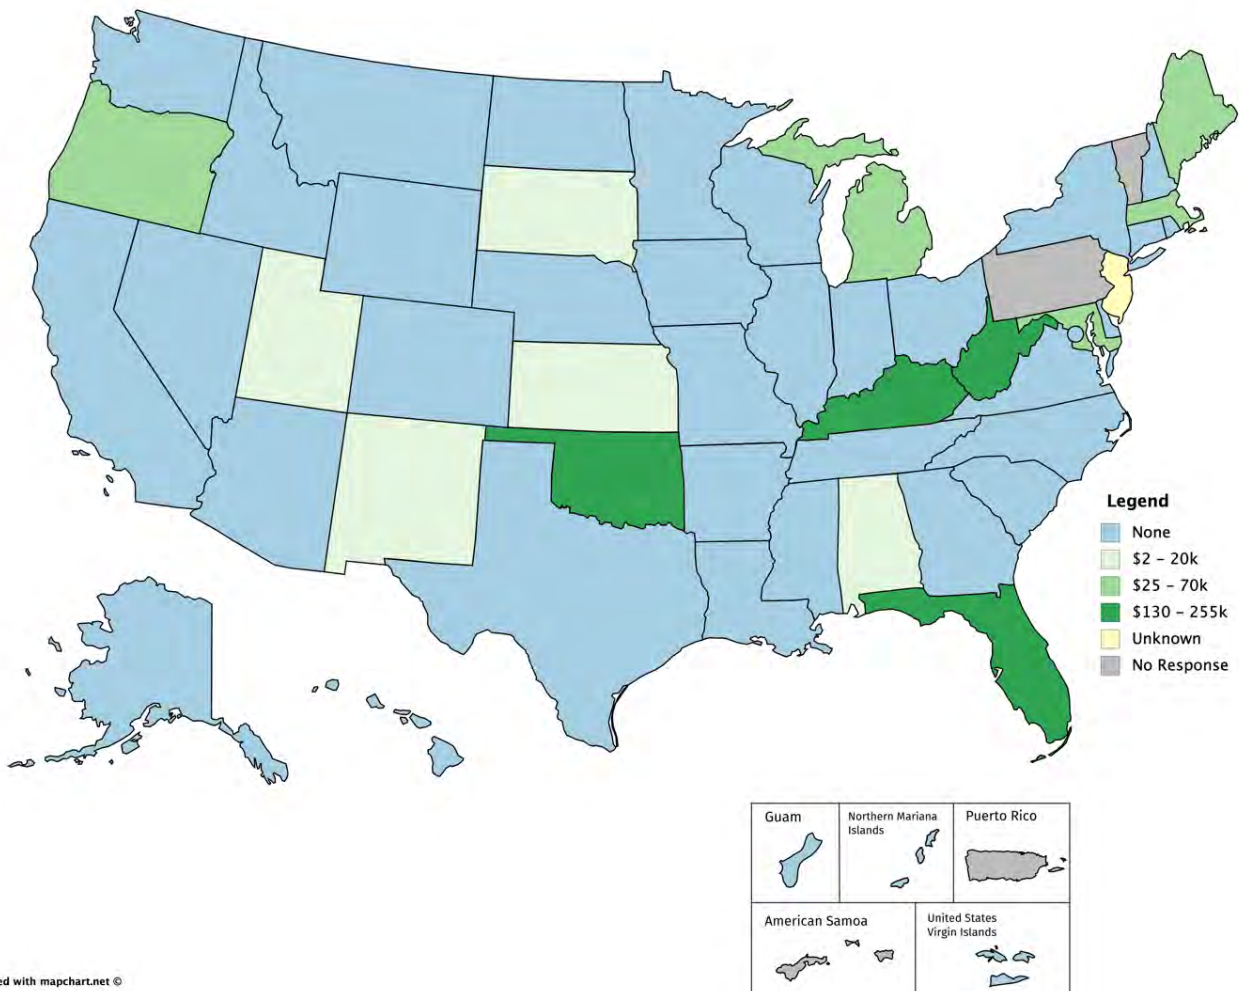 Legend
None
$2 – 20k
$25 – 70k
$130 – 255k
Unknown
No Response
Guam
Northern Mariana
Islands
Puerto Rico
American Samoa
United States
Virgin Islands
ed with mapchart.net ©